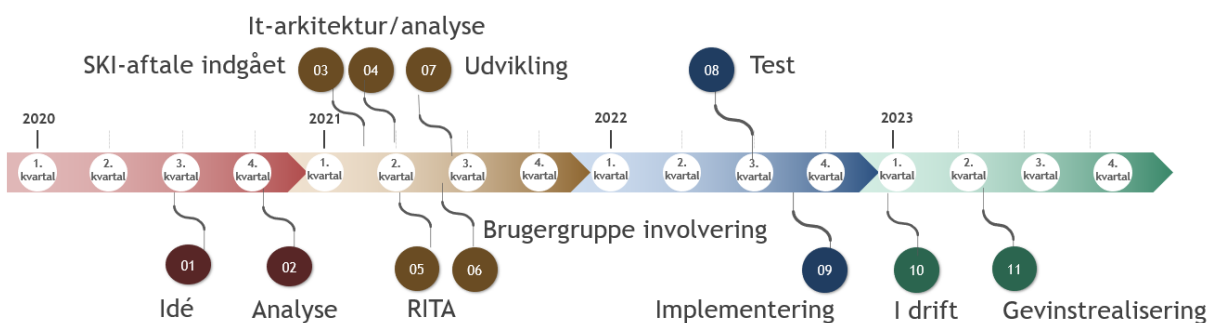 It-arkitektur/analyse
SKI-aftale indgået
03
04
07
Udvikling
08
Test
2020
2021
2022
2023
1. kvartal
2. kvartal
3. kvartal
4. kvartal
1. kvartal
2. kvartal
3. kvartal
4. kvartal
1. kvartal
2. kvartal
3. kvartal
4. kvartal
1. kvartal
2. kvartal
3. kvartal
4. kvartal
Brugergruppe involvering
01
02
05
06
09
10
11
Idé
Analyse
RITA
Implementering
I drift
Gevinstrealisering